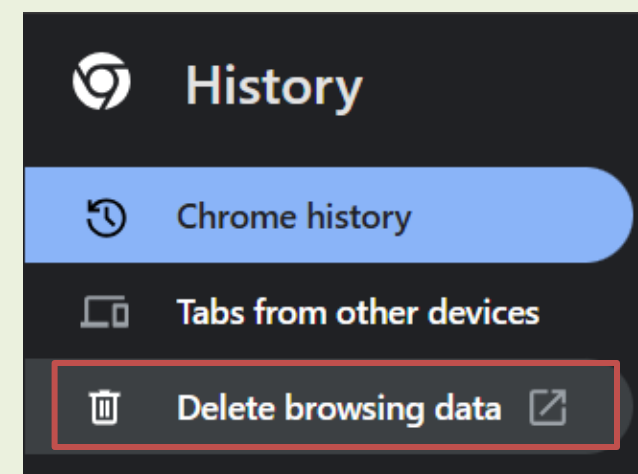 History
Chrome history
Tabs from other devices
Delete browsing data